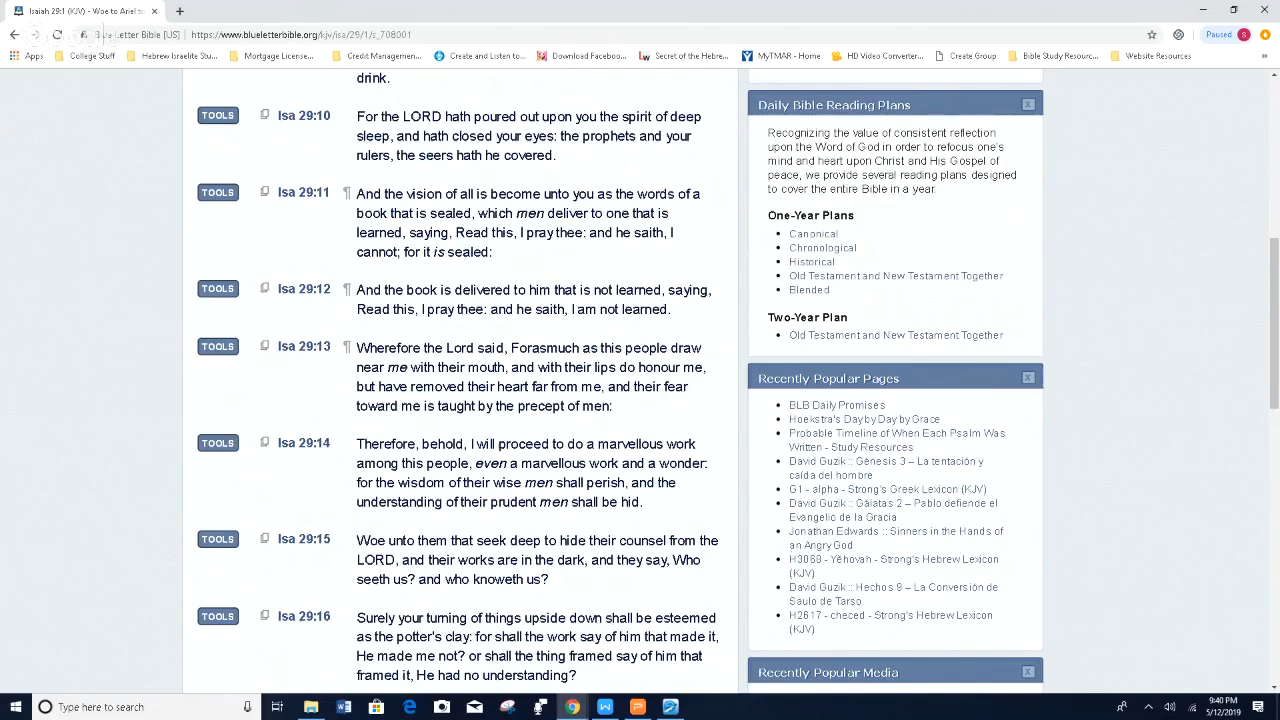 Isaiah 29:1 (KJV) - Woe to Ariel to
Blue Letter Bible [US] https://www.blueletterbible.org/kjv/isa/29/1/s_708001 Paused S
Apps College Stuff Hebrew Israelite Stu... Mortgage License... Credit Managemen... Create and Listen to... Download Faceboo... Secret of the Hebre... MyTMAR - Home HD Video Converter... Create Group Bible Study Resourc... Website Resources »
drink.
TOOLS Isa 29:10 For the LORD hath poured out upon you the spirit of deep
sleep, and hath closed your eyes: the prophets and your
rulers, the seers hath he covered.
TOOLS Isa 29:11 ¶ And the vision of all is become unto you as the words of a
book that is sealed, which men deliver to one that is
learned, saying, Read this, I pray thee: and he saith, I
cannot; for it is sealed:
TOOLS Isa 29:12 ¶ And the book is delivered to him that is not learned, saying,
Read this, I pray thee: and he saith, I am not learned.
TOOLS Isa 29:13 ¶ Wherefore the Lord said, Forasmuch as this people draw
near me with their mouth, and with their lips do honour me,
but have removed their heart far from me, and their fear
toward me is taught by the precept of men:
TOOLS Isa 29:14 Therefore, behold, I will proceed to do a marvellous work
among this people, even a marvellous work and a wonder:
for the wisdom of their wise men shall perish, and the
understanding of their prudent men shall be hid.
TOOLS Isa 29:15 Woe unto them that seek deep to hide their counsel from the
LORD, and their works are in the dark, and they say, Who
seeth us? and who knoweth us?
TOOLS Isa 29:16 Surely your turning of things upside down shall be esteemed
as the potter's clay: for shall the work say of him that made it,
He made me not? or shall the thing framed say of him that
framed it, He had no understanding?
Daily Bible Reading Plans
Recognizing the value of consistent reflection
upon the Word of God in order to refocus one's
mind and heart upon Christ and His Gospel of
peace, we provide several reading plans designed
to cover the entire Bible in a year.
One-Year Plans
Canonical
Chronological
Historical
Old Testament and New Testament Together
Blended
Two-Year Plan
Old Testament and New Testament Together
Recently Popular Pages
BLB Daily Promises
Hoekstra's Day by Day by Grace
Probable Timeline of When Each Psalm Was
Written - Study Resources
David Guzik :: Génesis 3 – La tentación y
caída del hombre
G1 - alpha - Strong's Greek Lexicon (KJV)
David Guzik :: Gálatas 2 – Pablo defiende el
Evangelio de la Gracia
Jonathan Edwards :: Sinners in the Hands of
an Angry God
H3068 - Yĕhovah - Strong's Hebrew Lexicon
(KJV)
David Guzik :: Hechos 9 – La Conversión de
Saulo de Tarso
H2617 - checed - Strong's Hebrew Lexicon
(KJV)
Recently Popular Media
Type here to search
9:40 PM
5/12/2019